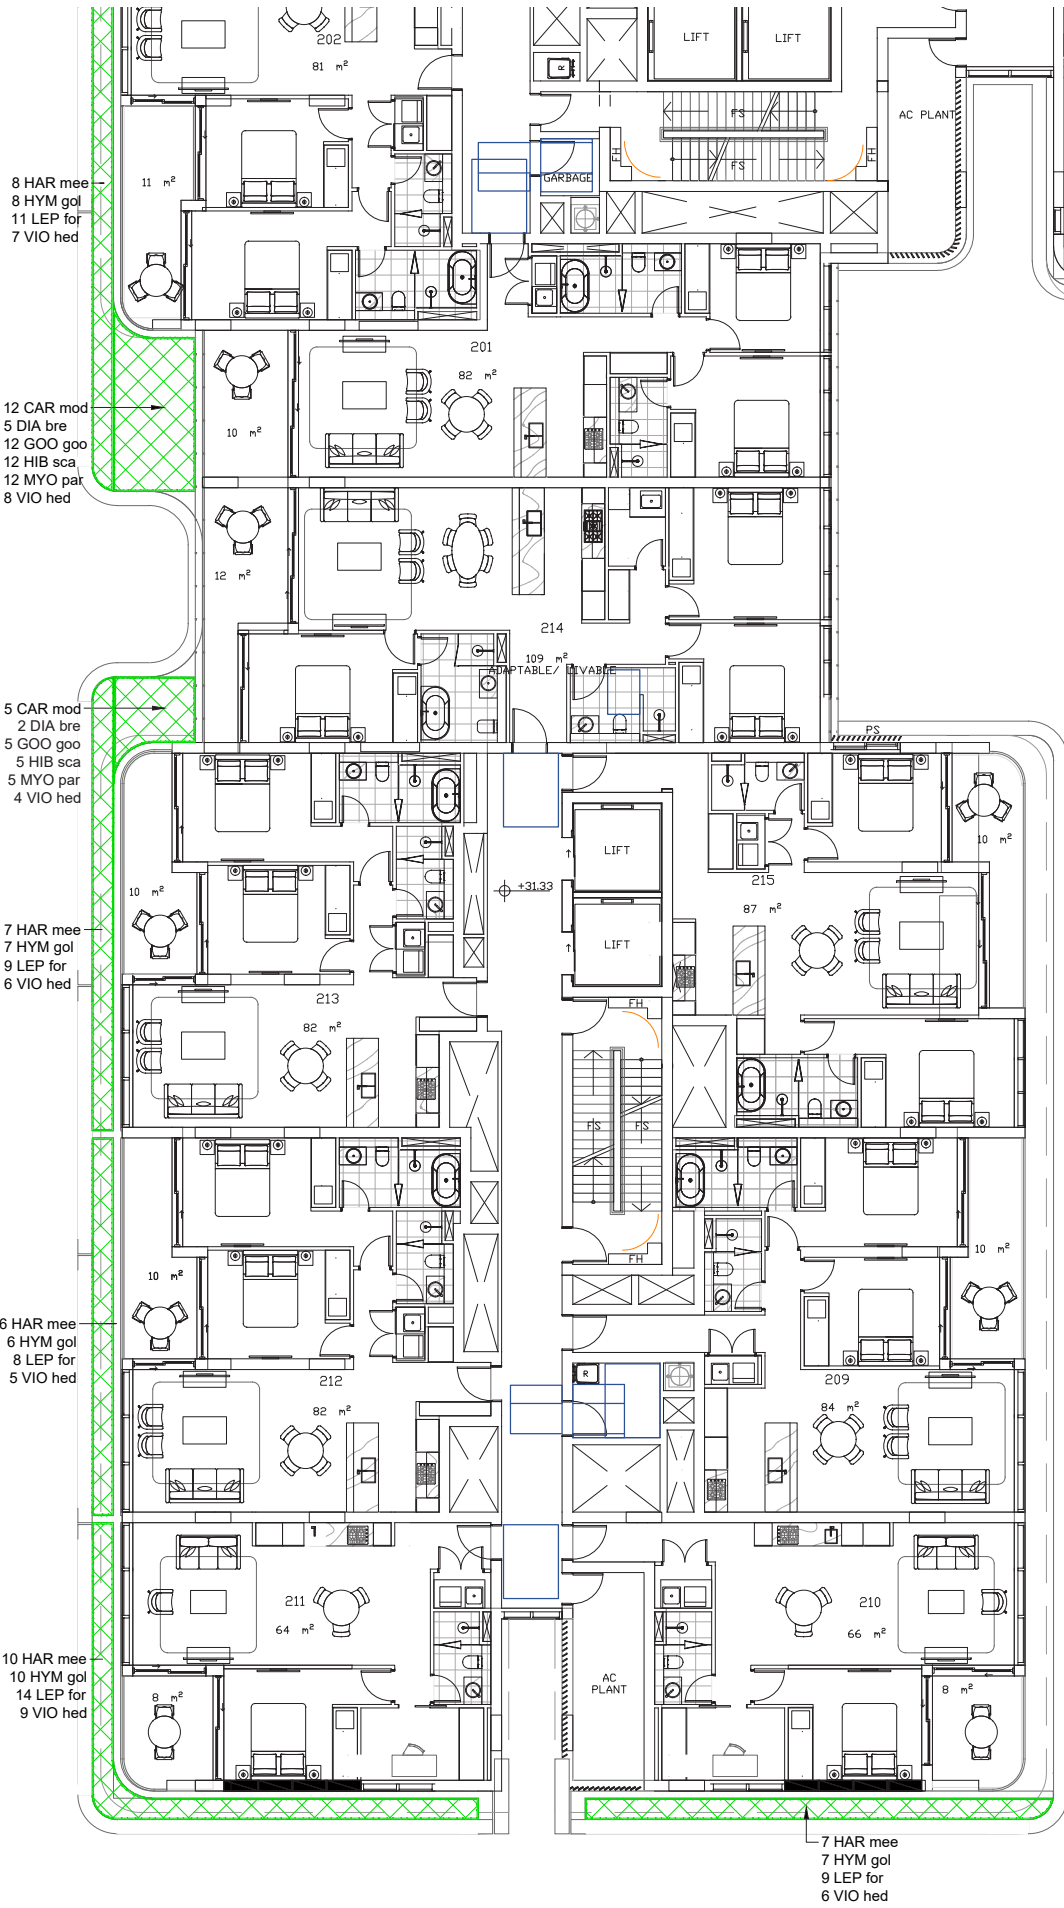 202
81 m²
LIFT
LIFT
R
AC PLANT
FS
FS
FH
FH
GARBAGE
11 m²
8 HAR mee
8 HYM gol
11 LEP for
7 VIO hed
201
82 m²
10 m²
12 CAR mod
5 DIA bre
12 GOO goo
12 HIB sca
12 MYO par
8 VIO hed
12 m²
214
109 m²
ADAPTABLE/ LIVABLE
5 CAR mod
2 DIA bre
5 GOO goo
5 HIB sca
5 MYO par
4 VIO hed
PS
LIFT
10 m²
215
87 m²
+31.33
10 m²
7 HAR mee
7 HYM gol
9 LEP for
6 VIO hed
LIFT
213
82 m²
FH
FS
FS
FH
10 m²
10 m²
6 HAR mee
6 HYM gol
8 LEP for
5 VIO hed
212
82 m²
R
209
84 m²
211
64 m²
210
66 m²
AC
PLANT
10 HAR mee
10 HYM gol
14 LEP for
9 VIO hed
8 m²
8 m²
7 HAR mee
7 HYM gol
9 LEP for
6 VIO hed